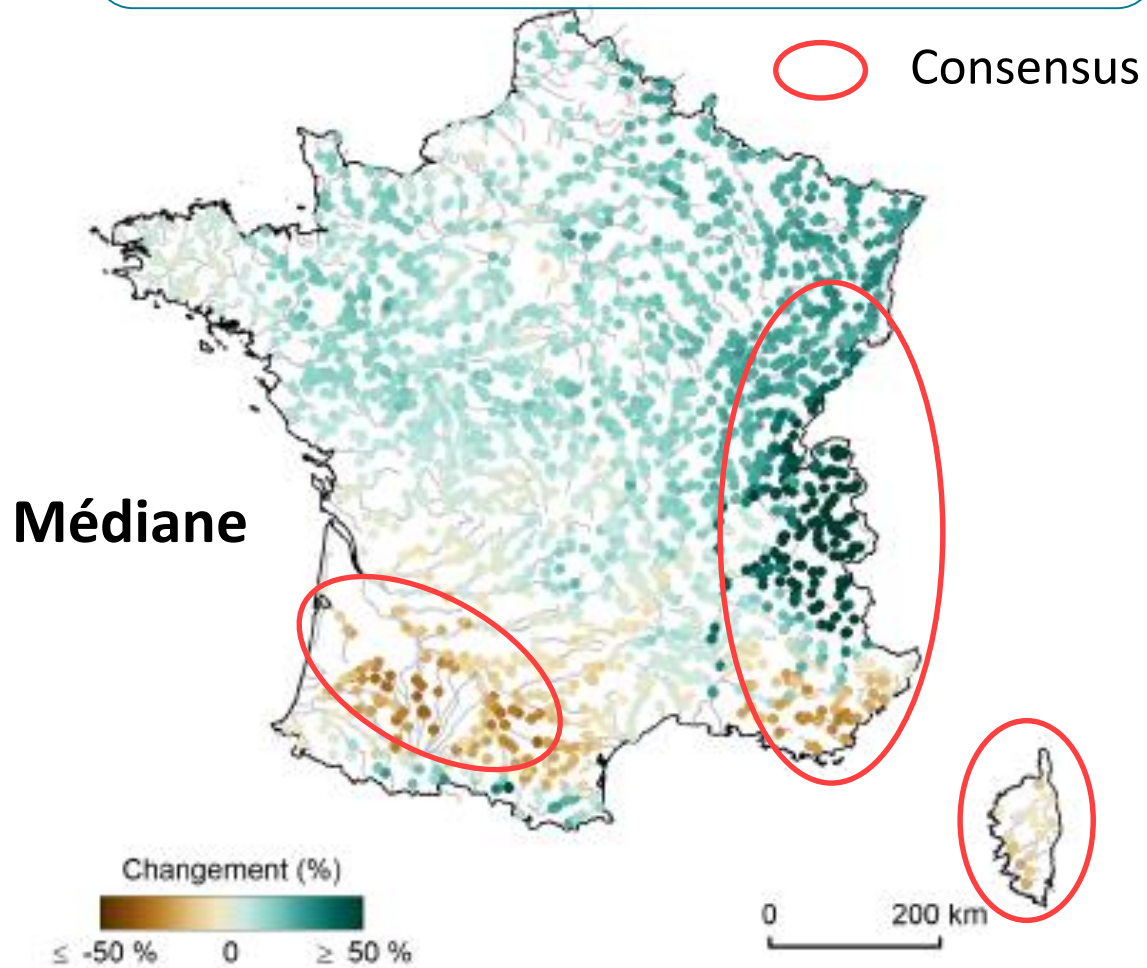 Consensus
Médiane
Changement (%)
≤ -50 % 0 ≥ 50 %
0 200 km